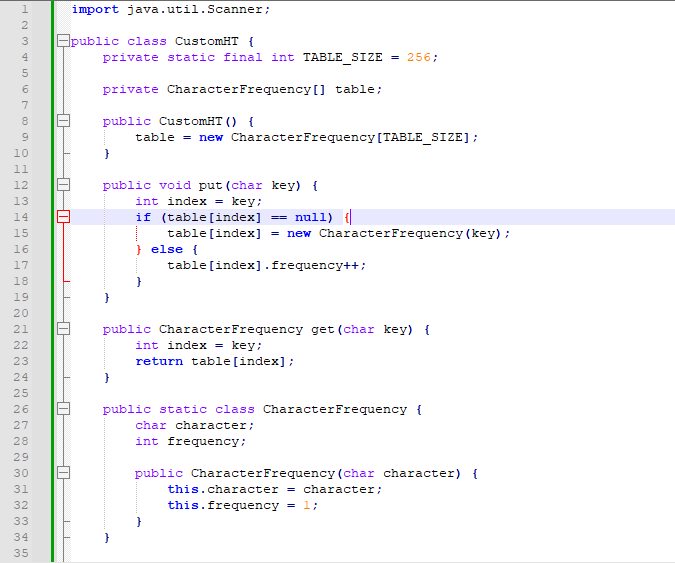 1 import java.util.Scanner;
2
3 public class CustomHT {
4     private static final int TABLE_SIZE = 256;
5
6     private CharacterFrequency[] table;
7
8     public CustomHT() {
9         table = new CharacterFrequency[TABLE_SIZE];
10     }
11
12     public void put(char key) {
13         int index = key;
14         if (table[index] == null) {
15             table[index] = new CharacterFrequency(key);
16         } else {
17             table[index].frequency++;
18         }
19     }
20
21     public CharacterFrequency get(char key) {
22         int index = key;
23         return table[index];
24     }
25
26     public static class CharacterFrequency {
27         char character;
28         int frequency;
29
30         public CharacterFrequency(char character) {
31             this.character = character;
32             this.frequency = 1;
33         }
34     }
35